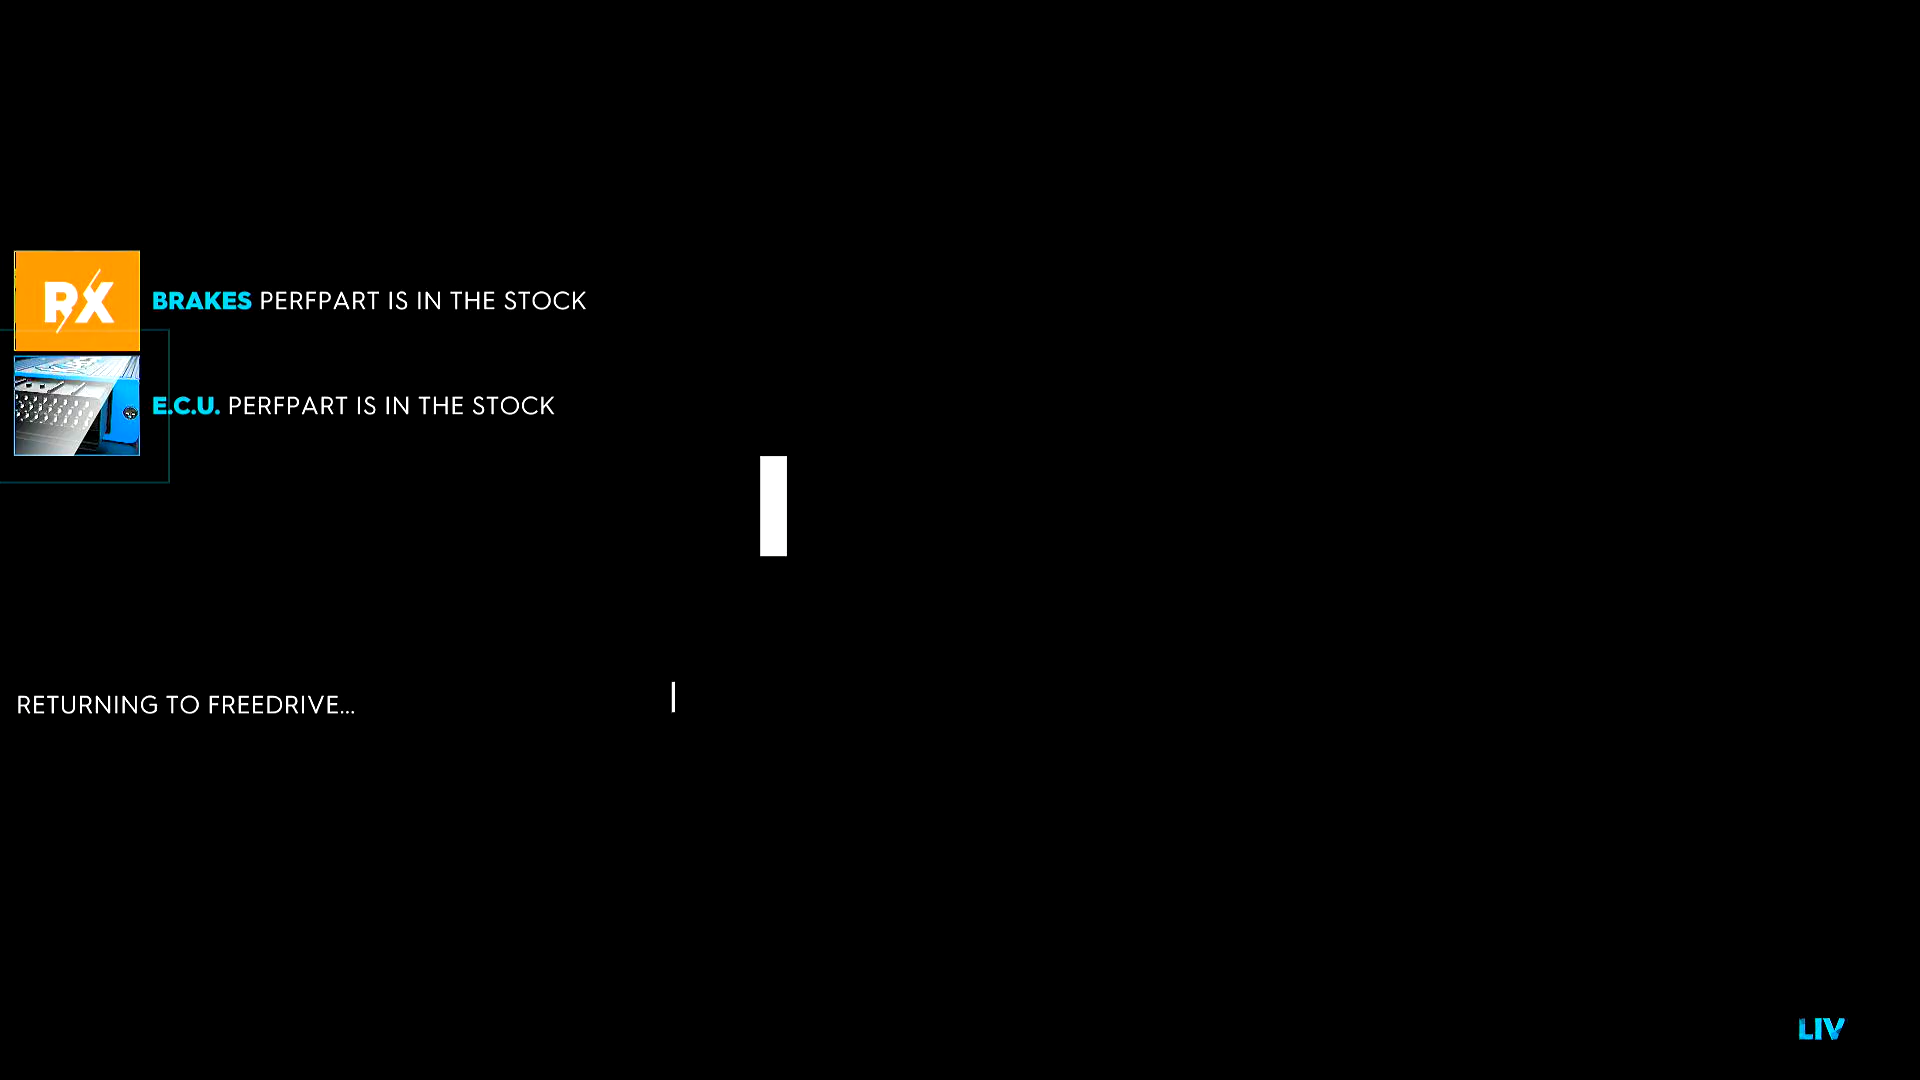 RX
BRAKES PERFPART IS IN THE STOCK
E.C.U. PERFPART IS IN THE STOCK
RETURNING TO FREEDRIVE...
LIV